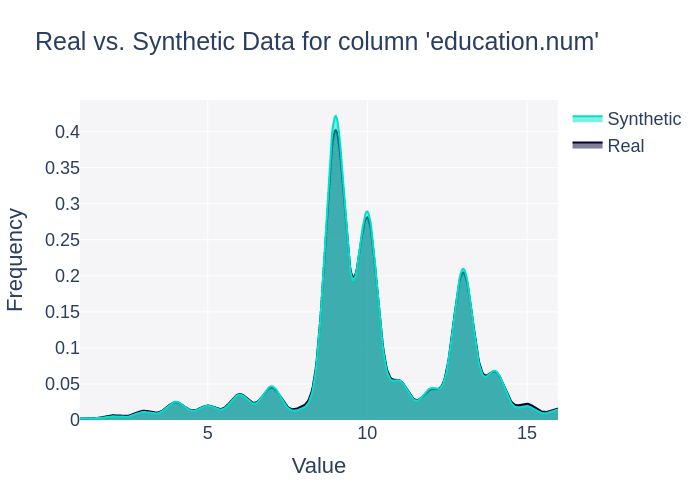 Real vs. Synthetic Data for column 'education.num'
Synthetic
Real
Frequency
0.4
0.35
0.3
0.25
0.2
0.15
0.1
0.05
0
5 10 15
Value